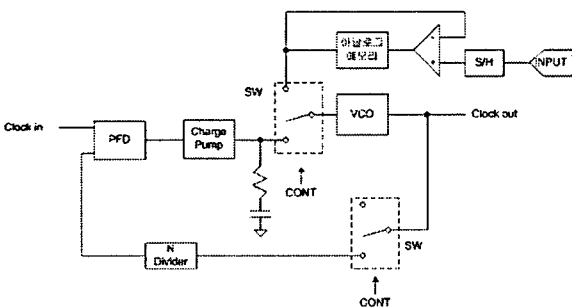 아날로그
메모리
S/H
INPUT
SW
VCO
Clock out
Clock in
PFD
Charge
Pump
CONT
SW
N
Divider
CONT